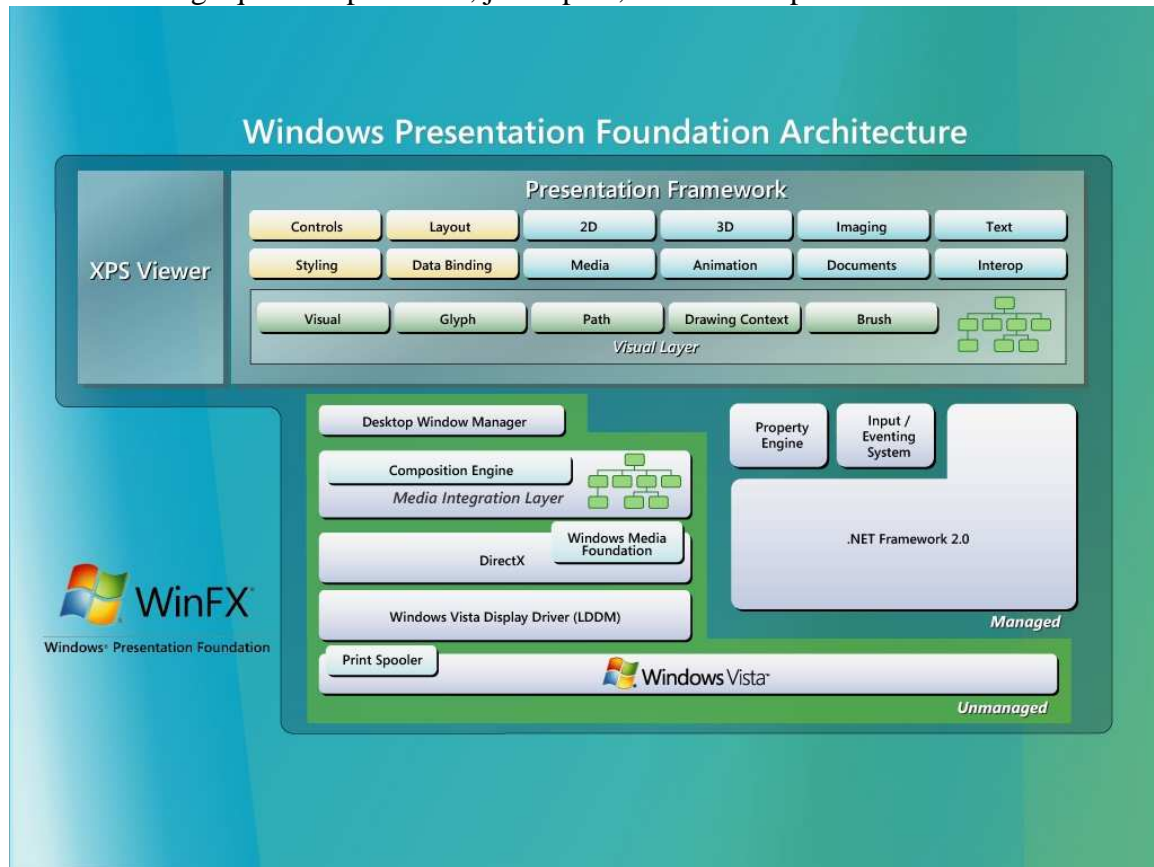 Windows Presentation Foundation Architecture
XPS Viewer
Presentation Framework
Controls
Layout
2D
3D
Imaging
Text
Styling
Data Binding
Media
Animation
Documents
Interop
Visual
Glyph
Path
Drawing Context
Brush
Visual Layer
Desktop Window Manager
Composition Engine
Media Integration Layer
Windows Media
Foundation
DirectX
Windows Vista Display Driver (LDDM)
Print Spooler
Windows Vista™
Unmanaged
Property
Engine
Input /
Eventing
System
.NET Framework 2.0
Managed
WinFX
Windows® Presentation Foundation